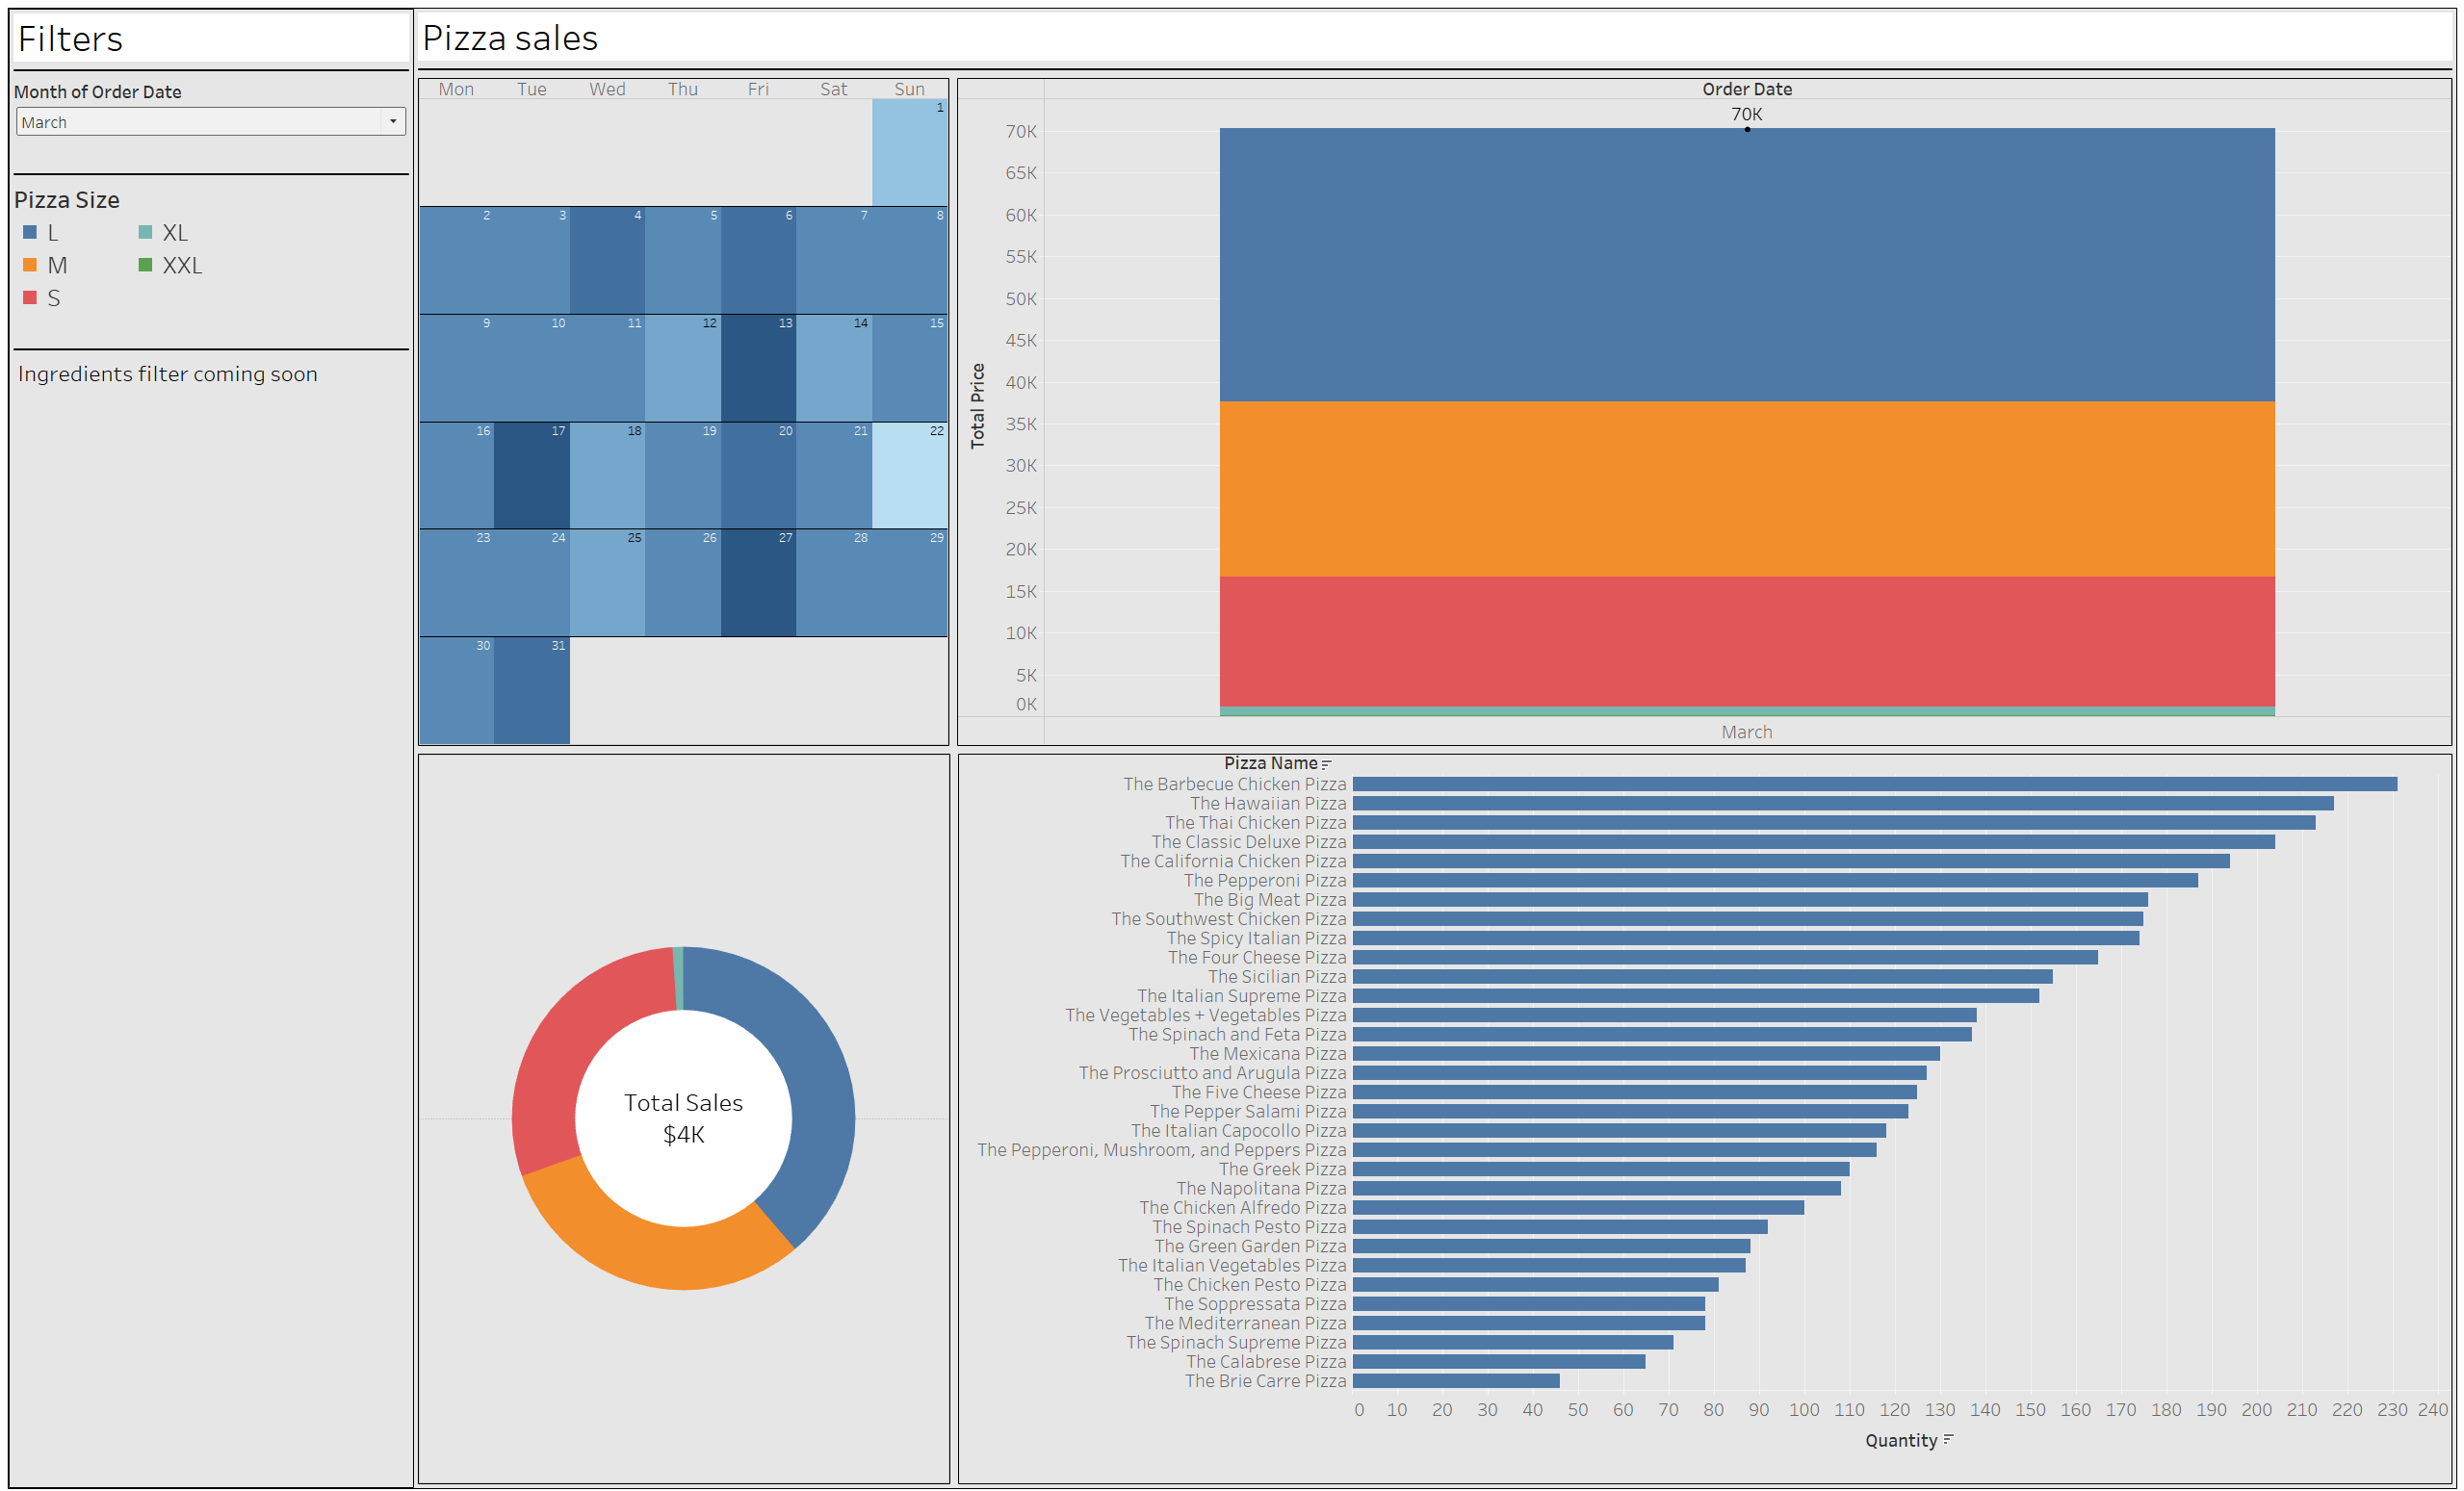 Filters
Month of Order Date
March
Pizza Size
L XL
M XXL
S
Ingredients filter coming soon
Pizza sales
Mon Tue Wed Thu Fri Sat Sun
1
2 3 4 5 6 7 8
9 10 11 12 13 14 15
16 17 18 19 20 21 22
23 24 25 26 27 28 29
30 31
Order Date
70K
Total Price
70K
65K
60K
55K
50K
45K
40K
35K
30K
25K
20K
15K
10K
5K
0K
March
Total Sales
$4K
Pizza Name
The Barbecue Chicken Pizza
The Hawaiian Pizza
The Thai Chicken Pizza
The Classic Deluxe Pizza
The California Chicken Pizza
The Pepperoni Pizza
The Big Meat Pizza
The Southwest Chicken Pizza
The Spicy Italian Pizza
The Four Cheese Pizza
The Sicilian Pizza
The Italian Supreme Pizza
The Vegetables + Vegetables Pizza
The Spinach and Feta Pizza
The Mexicana Pizza
The Prosciutto and Arugula Pizza
The Five Cheese Pizza
The Pepper Salami Pizza
The Italian Capocollo Pizza
The Pepperoni, Mushroom, and Peppers Pizza
The Greek Pizza
The Napolitana Pizza
The Chicken Alfredo Pizza
The Spinach Pesto Pizza
The Green Garden Pizza
The Italian Vegetables Pizza
The Chicken Pesto Pizza
The Soppressata Pizza
The Mediterranean Pizza
The Spinach Supreme Pizza
The Calabrese Pizza
The Brie Carre Pizza
0 10 20 30 40 50 60 70 80 90 100 110 120 130 140 150 160 170 180 190 200 210 220 230 240
Quantity